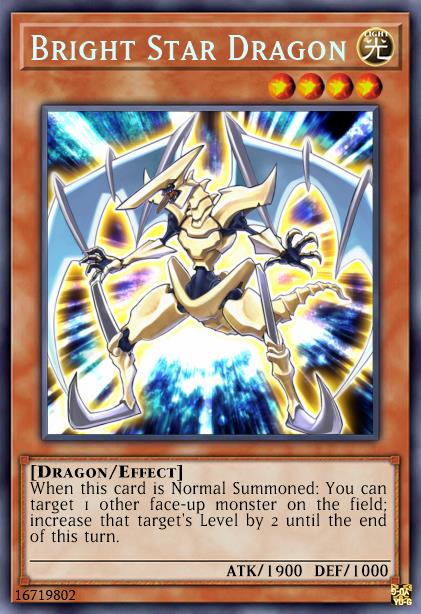 BRIGHT STAR DRAGON
LIGHT
光
[DRAGON/EFFECT]
When this card is Normal Summoned: You can
target 1 other face-up monster on the field;
increase that target's Level by 2 until the end
of this turn.
ATK/1900 DEF/1000
16719802